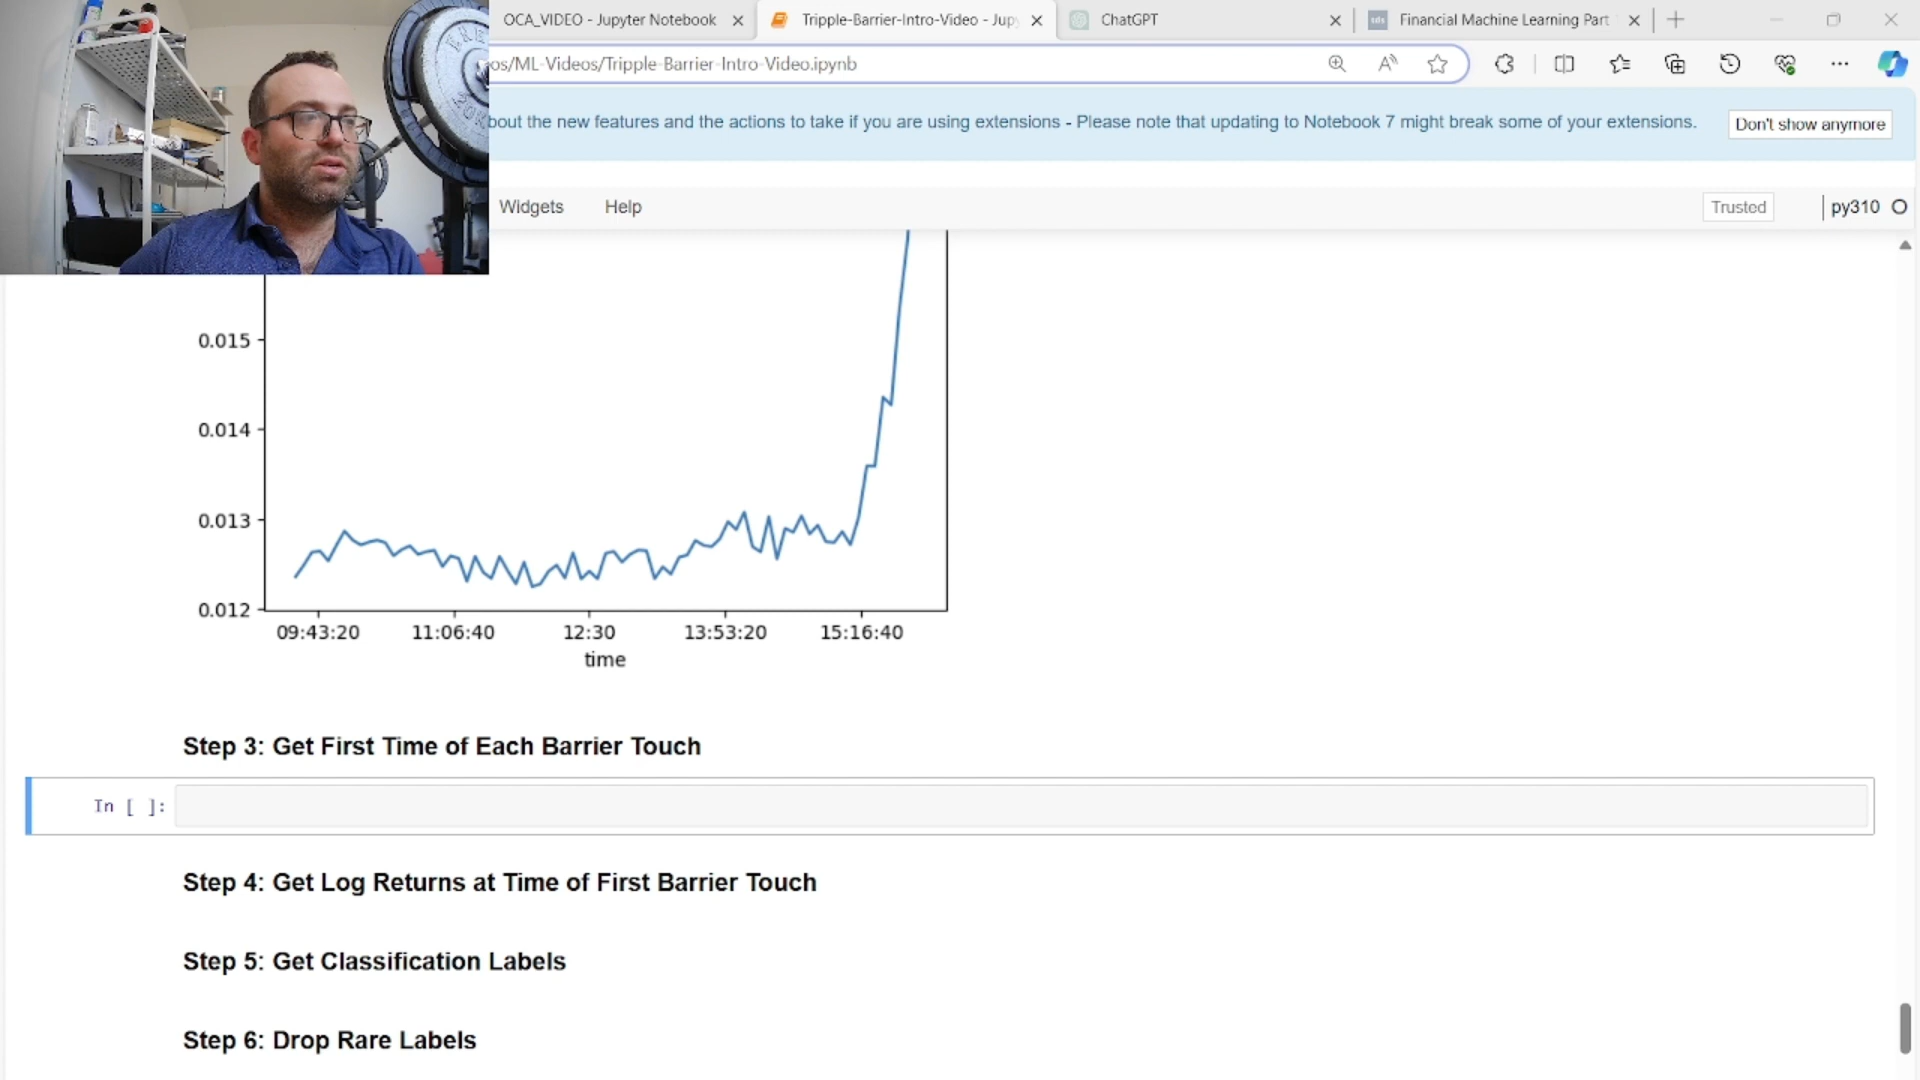 OCA_VIDEO - Jupyter Notebook
Tripple-Barrier-Intro-Video - Jup
ChatGPT
Financial Machine Learning Part
os/ML-Videos/Tripple-Barrier-Intro-Video.ipynb
bout the new features and the actions to take if you are using extensions - Please note that updating to Notebook 7 might break some of your extensions.
Don't show anymore
Widgets
Help
Trusted
py310
0.015
0.014
0.013
0.012
09:43:20
11:06:40
12:30
13:53:20
15:16:40
time
Step 3: Get First Time of Each Barrier Touch
In [ ]:
Step 4: Get Log Returns at Time of First Barrier Touch
Step 5: Get Classification Labels
Step 6: Drop Rare Labels